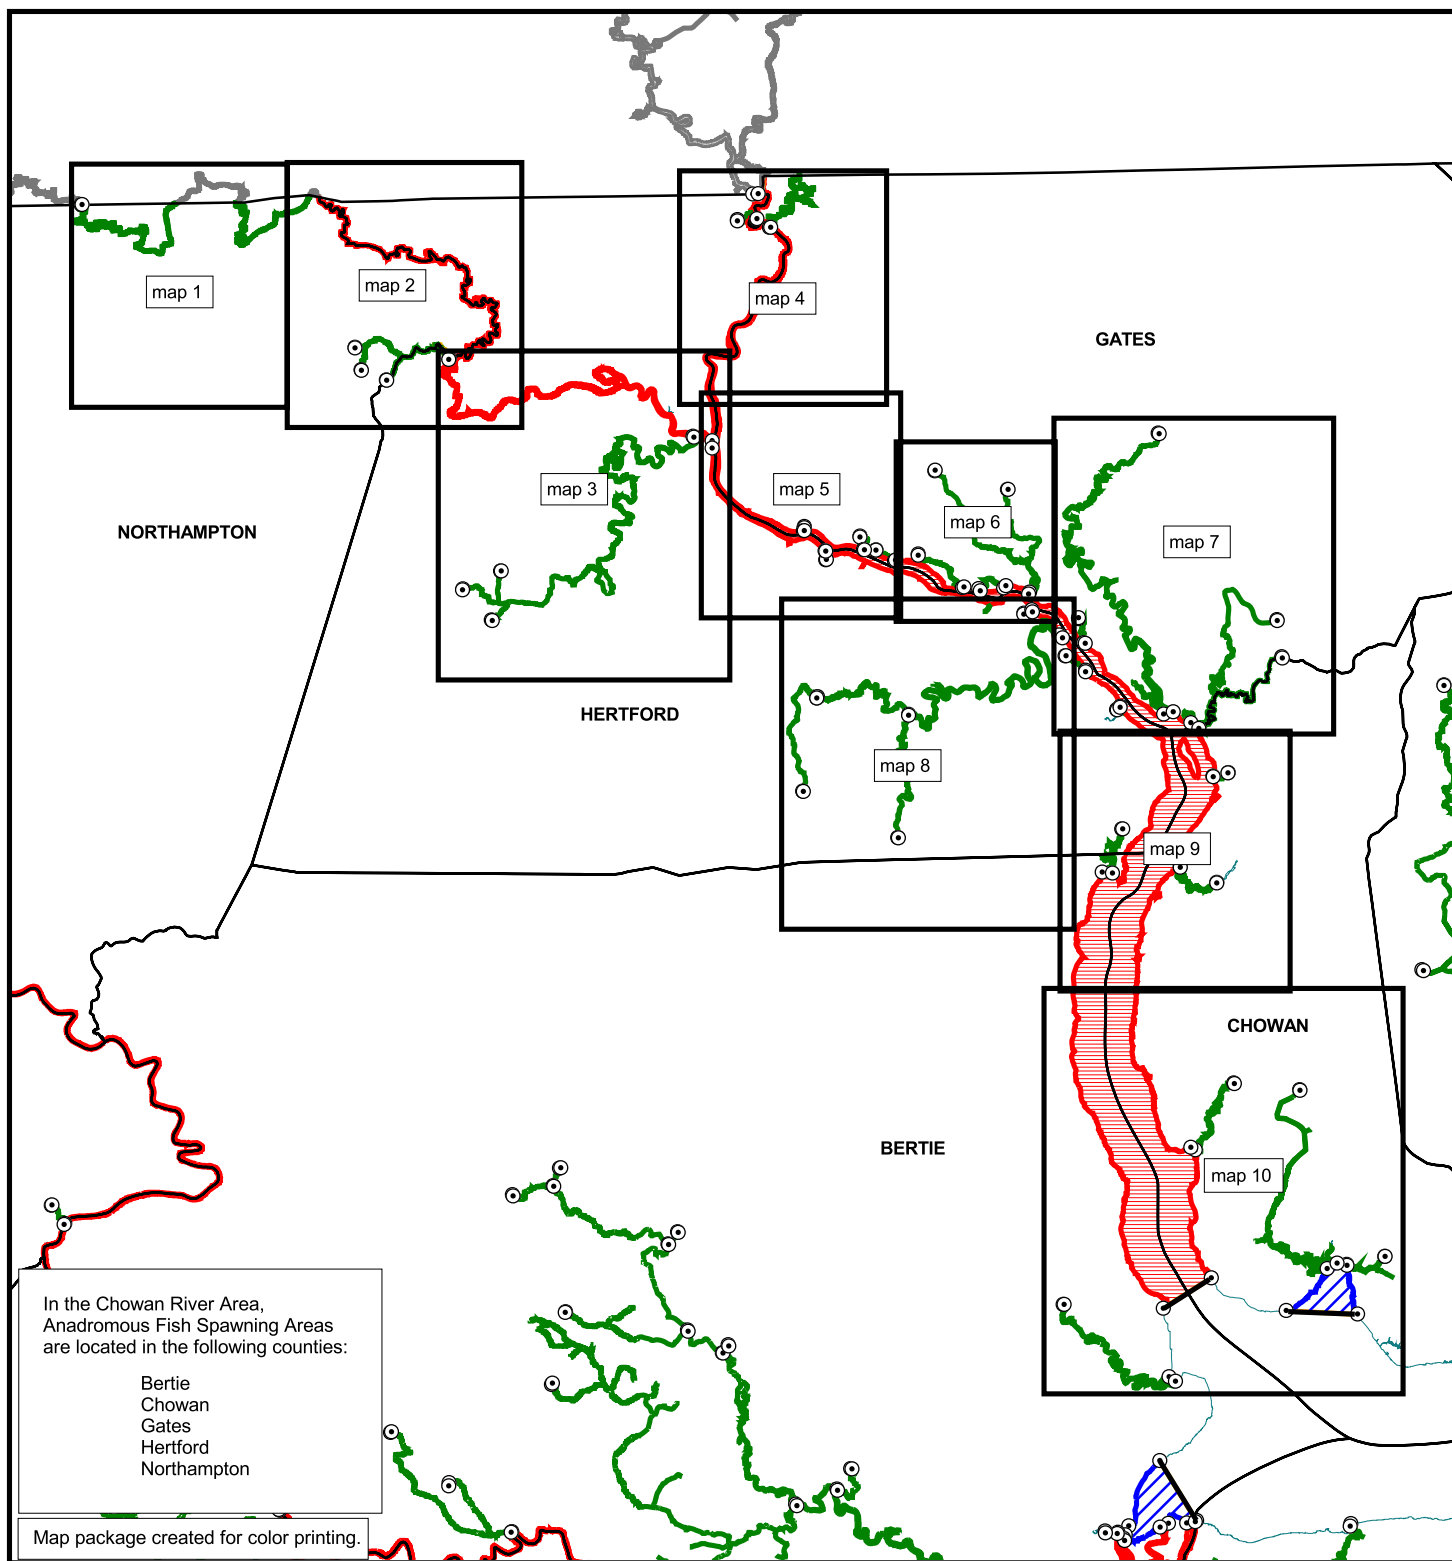 map 1
map 2
map 4
GATES
map 3
map 5
map 6
map 7
NORTHAMPTON
HERTFORD
map 8
map 9
CHOWAN
BERTIE
map 10
In the Chowan River Area,
Anadromous Fish Spawning Areas
are located in the following counties:
Bertie
Chowan
Gates
Hertford
Northampton
Map package created for color printing.